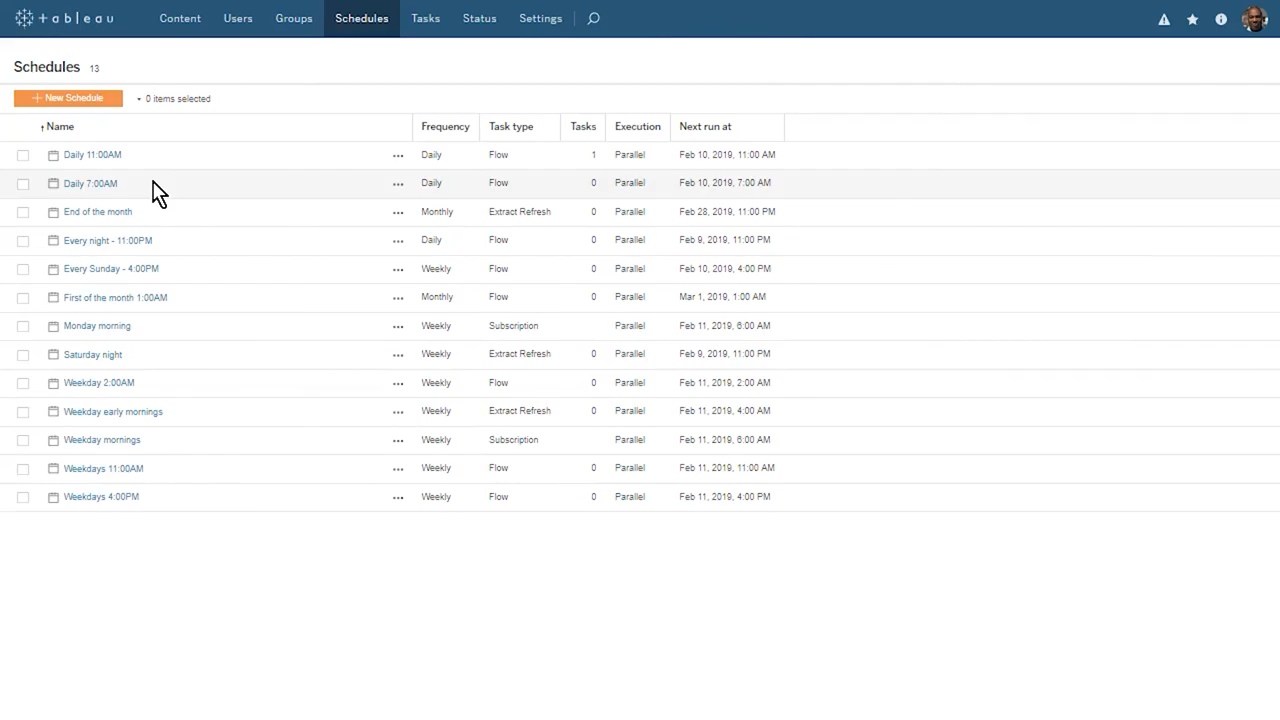 +ableau Content Users Groups Schedules Tasks Status Settings
Schedules 13
+ New Schedule 0 items selected
↑ Name Frequency Task type Tasks Execution Next run at
Daily 11:00AM ... Daily Flow 1 Parallel Feb 10, 2019, 11:00 AM
Daily 7:00AM ... Daily Flow 0 Parallel Feb 10, 2019, 7:00 AM
End of the month ... Monthly Extract Refresh 0 Parallel Feb 28, 2019, 11:00 PM
Every night - 11:00PM ... Daily Flow 0 Parallel Feb 9, 2019, 11:00 PM
Every Sunday - 4:00PM ... Weekly Flow 0 Parallel Feb 10, 2019, 4:00 PM
First of the month 1:00AM ... Monthly Flow 0 Parallel Mar 1, 2019, 1:00 AM
Monday morning ... Weekly Subscription Parallel Feb 11, 2019, 6:00 AM
Saturday night ... Weekly Extract Refresh 0 Parallel Feb 9, 2019, 11:00 PM
Weekday 2:00AM ... Weekly Flow 0 Parallel Feb 11, 2019, 2:00 AM
Weekday early mornings ... Weekly Extract Refresh 0 Parallel Feb 11, 2019, 4:00 AM
Weekday mornings ... Weekly Subscription Parallel Feb 11, 2019, 6:00 AM
Weekdays 11:00AM ... Weekly Flow 0 Parallel Feb 11, 2019, 11:00 AM
Weekdays 4:00PM ... Weekly Flow 0 Parallel Feb 11, 2019, 4:00 PM